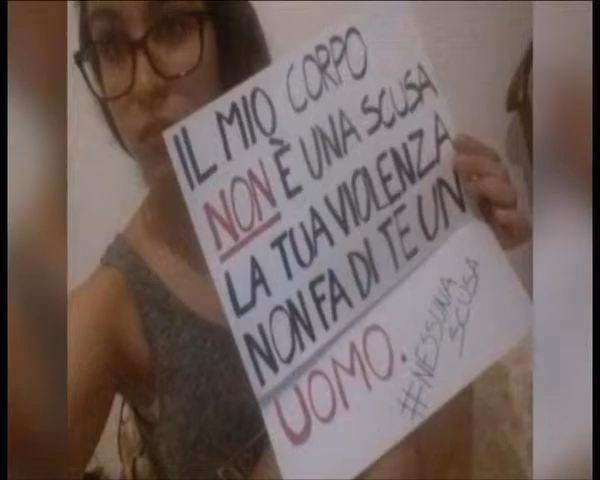 IL MIO CORPO
NON È UNA SCUSA
LA TUA VIOLENZA
NON FA DI TE UN
UOMO.
#NESSUNA
SCUSA